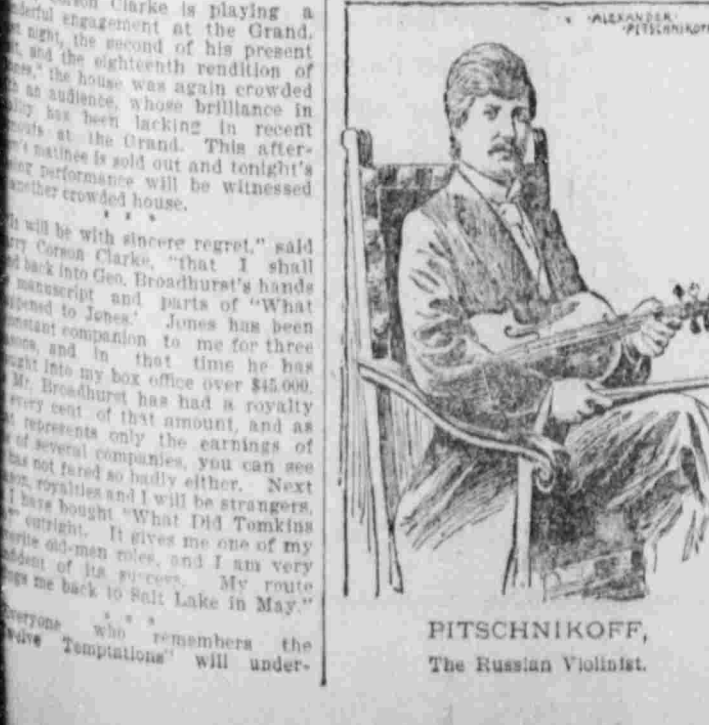 Corson Clarke is playing a
engagement at the Grand.
night, the second of his present
and the eighteenth rendition of
the house was again crowded
an audience, whose brilliance in
has been lacking in recent
at the Grand. This after-
matinee is sold out and tonight's
performance will be witnessed
another crowded house.
* * *
"It will be with sincere regret," said
Corson Clarke, "that I shall
back into Geo. Broadhurst's hands
manuscript and parts of "What
to Jones.' Jones has been
constant companion to me for three
and in that time he has
into my box office over $45,000.
Mr. Broadhurst has had a royalty
every cent of that amount, and as
represents only the earnings of
of several companies, you can see
has not fared so badly either. Next
royalties and I will be strangers.
I have bought "What Did Tomkins
outright. It gives me one of my
old-man roles, and I am very
of its success. My route
me back to Salt Lake in May."
* * *
Everyone who remembers the
Temptations" will under-
ALEXANDER
PITSCHNIKOFF
PITSCHNIKOFF,
The Russian Violinist.